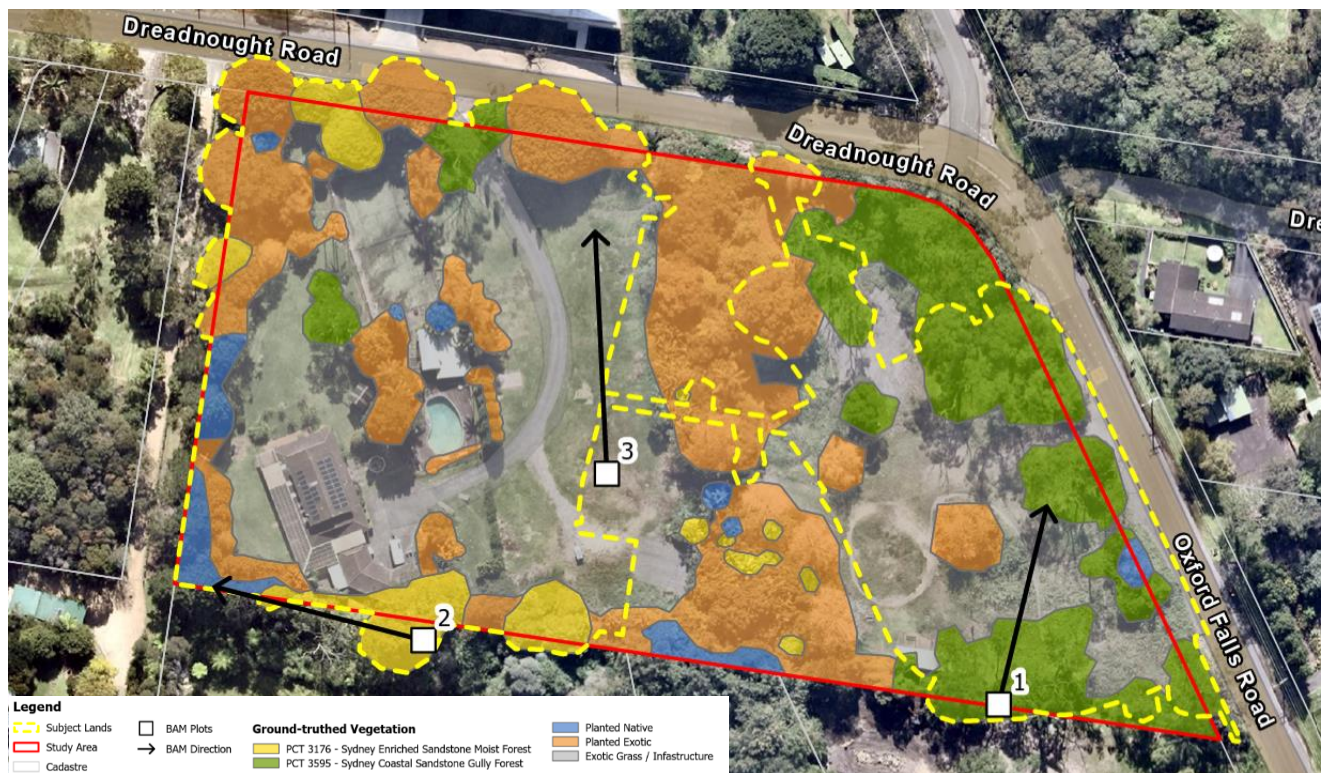 Dreadnought Road
Dreadnought Road
Dre
3
2
1
Oxford Falls Road
Legend
Subject Lands
Study Area
Cadastre
BAM Plots
BAM Direction
Ground-truthed Vegetation
PCT 3176 - Sydney Enriched Sandstone Moist Forest
PCT 3595 - Sydney Coastal Sandstone Gully Forest
Planted Native
Planted Exotic
Exotic Grass / Infastructure